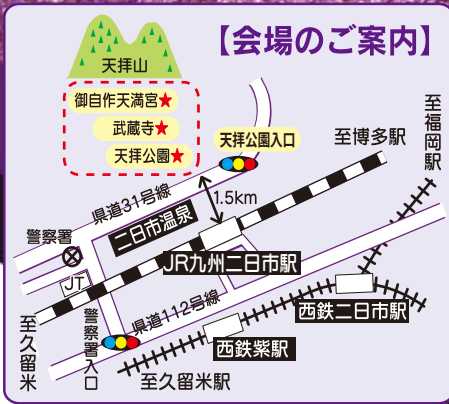 【会場のご案内】
天拝山
御自作天満宮★
武蔵寺★
天拝公園★
天拝公園入口
至博多駅
至福岡駅
県道31号線
1.5km
二日市温泉
警察署
JT
JR九州二日市駅
県道112号線
西鉄二日市駅
西鉄紫駅
至久留米
警察署入口
至久留米駅